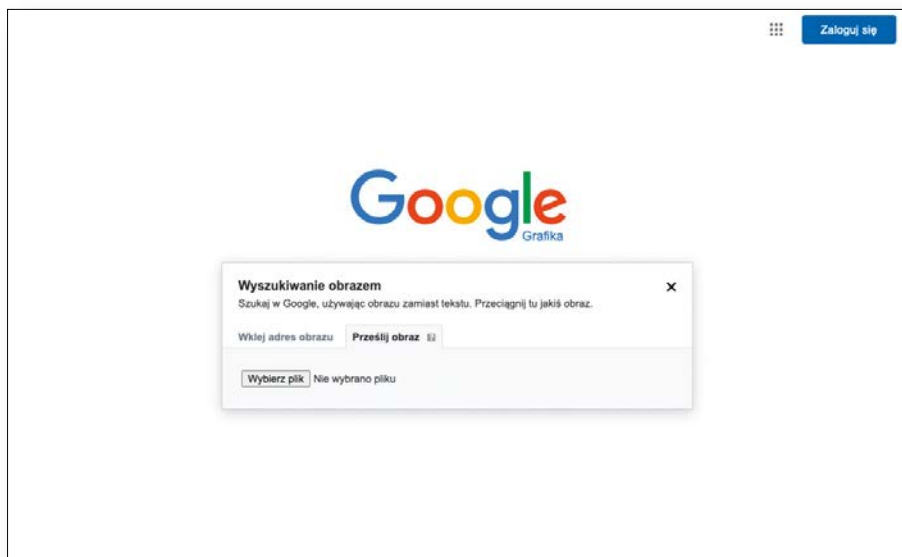 Zaloguj się
Google
Grafika
Wyszukiwanie obrazem
Szukaj w Google, używając obrazu zamiast tekstu. Przeciągnij tu jakiś obraz.
Wklej adres obrazu Prześlij obraz
Wybierz plik Nie wybrano pliku